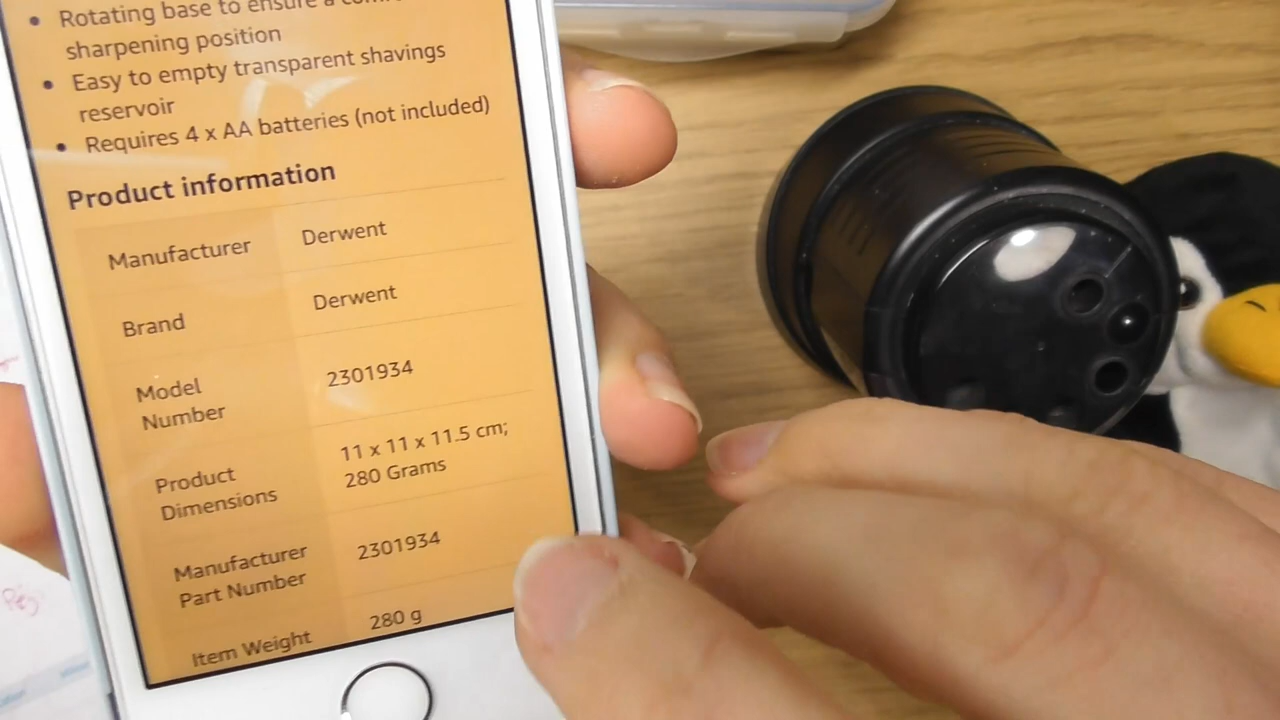 Rotating base to ensure a
sharpening position
Easy to empty transparent shavings
reservoir
Requires 4 x AA batteries (not included)
Product information
Manufacturer Derwent
Brand Derwent
Model Number 2301934
Product Dimensions 11 x 11 x 11.5 cm; 280 Grams
Manufacturer Part Number 2301934
Item Weight 280 g